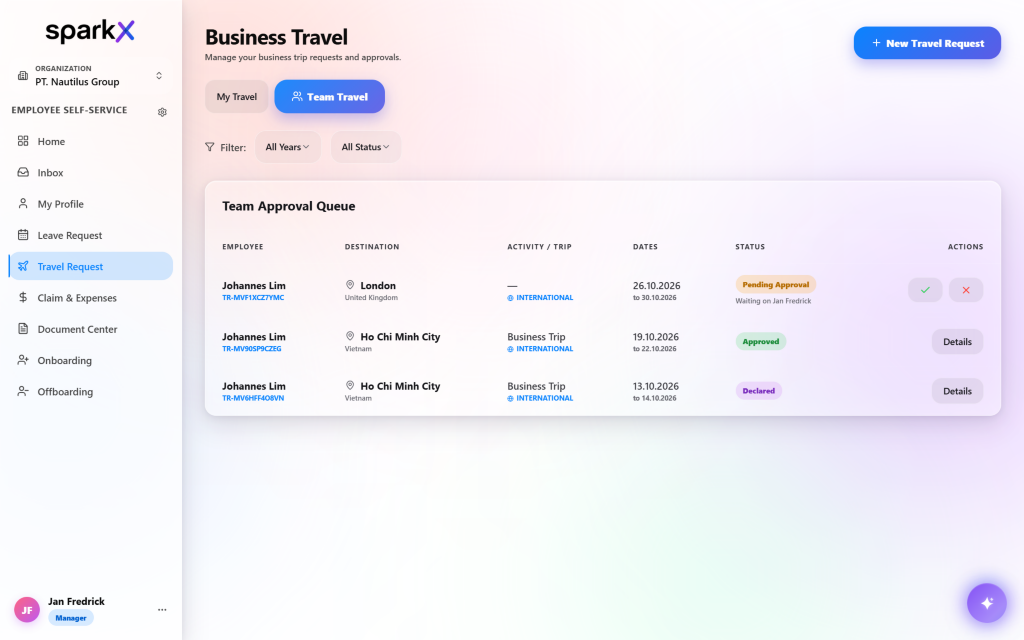 sparkX
ORGANIZATION
PT. Nautilus Group
EMPLOYEE SELF-SERVICE
Home
Inbox
My Profile
Leave Request
Travel Request
Claim & Expenses
Document Center
Onboarding
Offboarding
Jan Fredrick
Manager
JF
...
Business Travel
Manage your business trip requests and approvals.
+ New Travel Request
My Travel
Team Travel
Filter:
All Years
All Status
Team Approval Queue
EMPLOYEE DESTINATION ACTIVITY / TRIP DATES STATUS ACTIONS
Johannes Lim London — 26.10.2026 Pending Approval
TR-MVF1XCZ7YMC United Kingdom INTERNATIONAL to 30.10.2026 Waiting on Jan Fredrick
Johannes Lim Ho Chi Minh City Business Trip 19.10.2026 Approved Details
TR-MV90SP9CZEG Vietnam INTERNATIONAL to 22.10.2026
Johannes Lim Ho Chi Minh City Business Trip 13.10.2026 Declared Details
TR-MV6HFF4O8VN Vietnam INTERNATIONAL to 14.10.2026